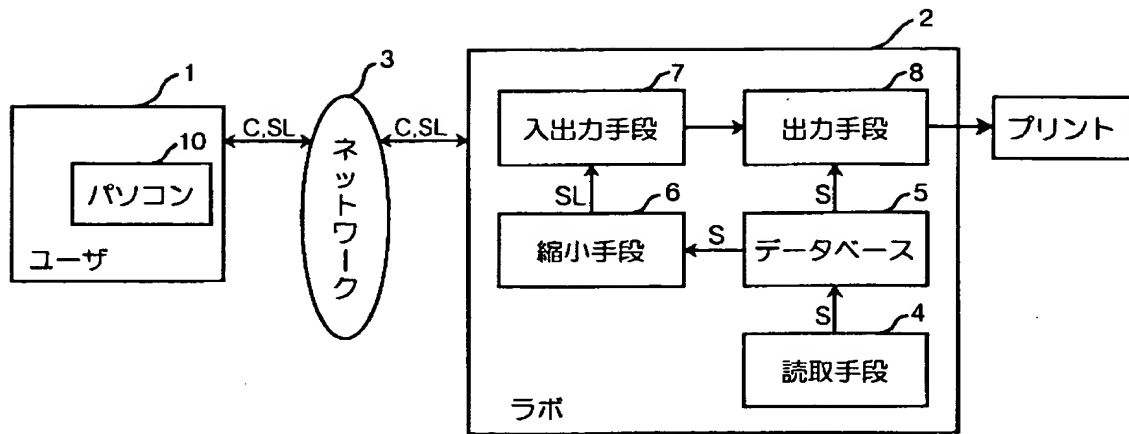 1
C,SL
10
パソコン
ユーザ
3
ネットワーク
C,SL
2
7
入出力手段
8
出力手段
プリント
SL
6
縮小手段
S
S
5
データベース
S
4
読取手段
ラボ